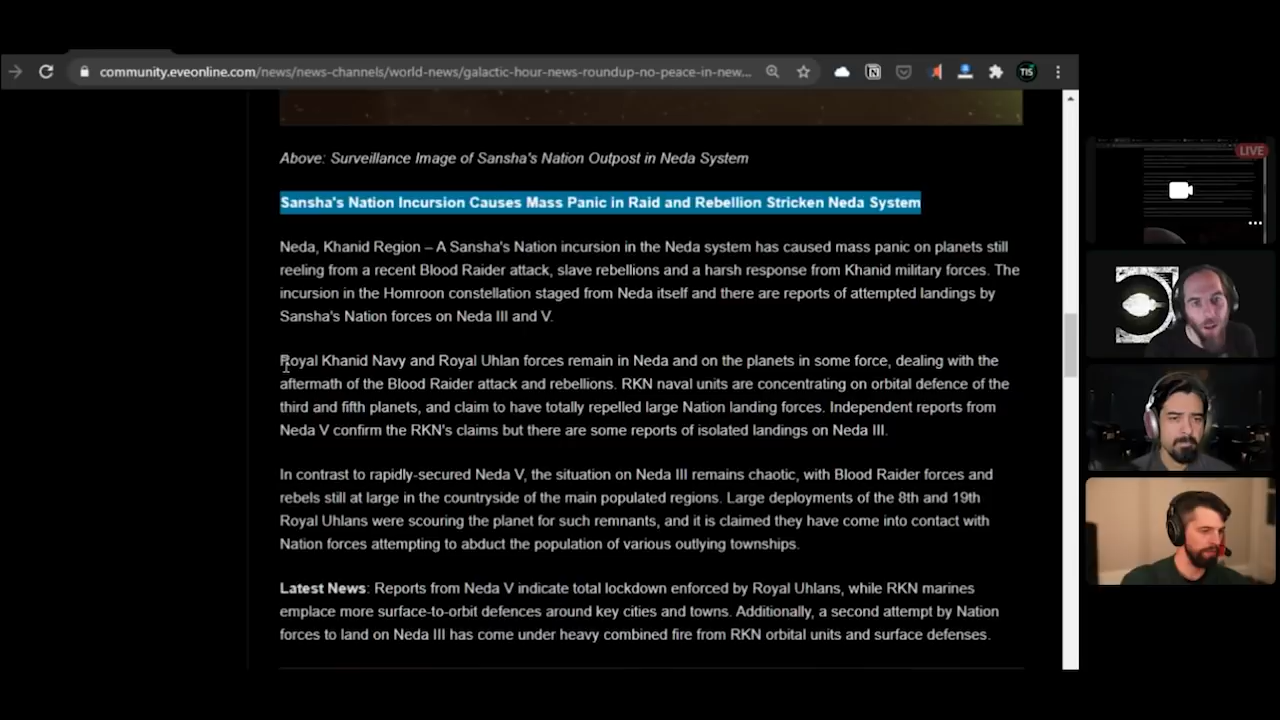 community.eveonline.com/news/news-channels/world-news/galactic-hour-news-roundup-no-peace-in-new...
TIS
LIVE
Above: Surveillance Image of Sansha's Nation Outpost in Neda System
Sansha's Nation Incursion Causes Mass Panic in Raid and Rebellion Stricken Neda System
Neda, Khanid Region – A Sansha's Nation incursion in the Neda system has caused mass panic on planets still
reeling from a recent Blood Raider attack, slave rebellions and a harsh response from Khanid military forces. The
incursion in the Homroon constellation staged from Neda itself and there are reports of attempted landings by
Sansha's Nation forces on Neda III and V.
Royal Khanid Navy and Royal Uhlan forces remain in Neda and on the planets in some force, dealing with the
aftermath of the Blood Raider attack and rebellions. RKN naval units are concentrating on orbital defence of the
third and fifth planets, and claim to have totally repelled large Nation landing forces. Independent reports from
Neda V confirm the RKN's claims but there are some reports of isolated landings on Neda III.
In contrast to rapidly-secured Neda V, the situation on Neda III remains chaotic, with Blood Raider forces and
rebels still at large in the countryside of the main populated regions. Large deployments of the 8th and 19th
Royal Uhlans were scouring the planet for such remnants, and it is claimed they have come into contact with
Nation forces attempting to abduct the population of various outlying townships.
Latest News: Reports from Neda V indicate total lockdown enforced by Royal Uhlans, while RKN marines
emplace more surface-to-orbit defences around key cities and towns. Additionally, a second attempt by Nation
forces to land on Neda III has come under heavy combined fire from RKN orbital units and surface defenses.